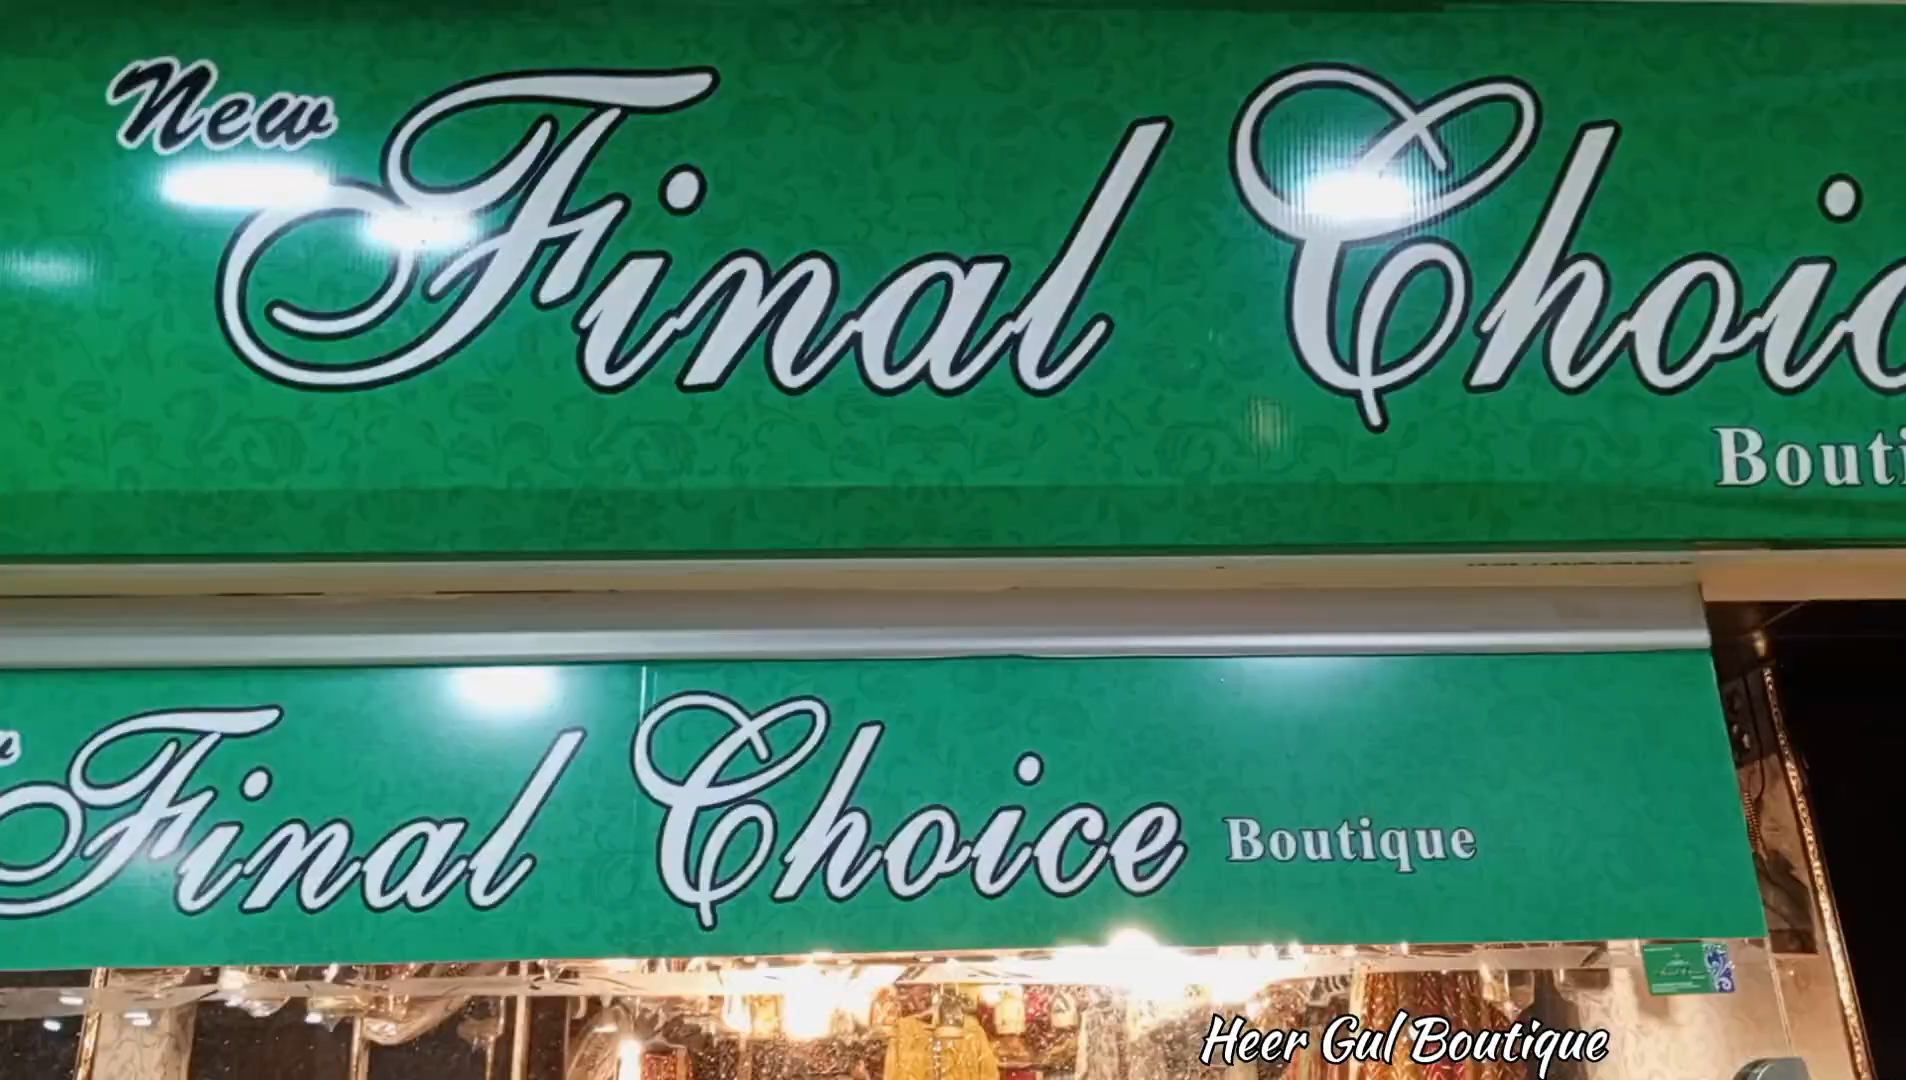 New
Final Choic
Bouti
Final Choice Boutique
Heer Gul Boutique